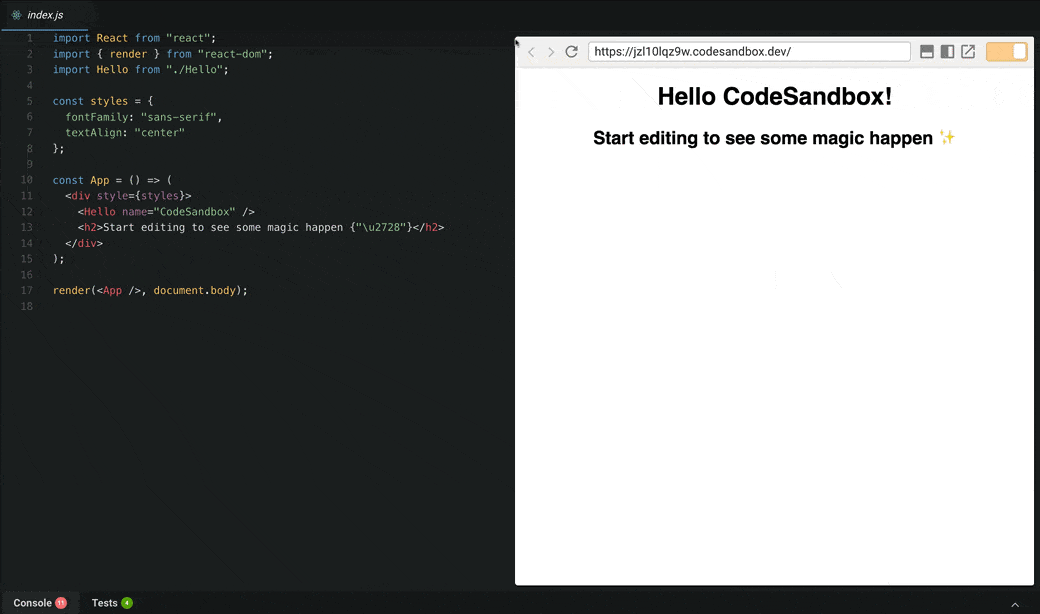 index.js
1 import React from "react";
2 import { render } from "react-dom";
3 import Hello from "./Hello";
4
5 const styles = {
6   fontFamily: "sans-serif",
7   textAlign: "center"
8 };
9
10 const App = () => (
11   <div style={styles}>
12     <Hello name="CodeSandbox" />
13     <h2>Start editing to see some magic happen {"\u2728"}</h2>
14   </div>
15 );
16
17 render(<App />, document.body);
18
https://jzl10lqz9w.codesandbox.dev/
Hello CodeSandbox!
Start editing to see some magic happen ✨
Console 11 Tests 4